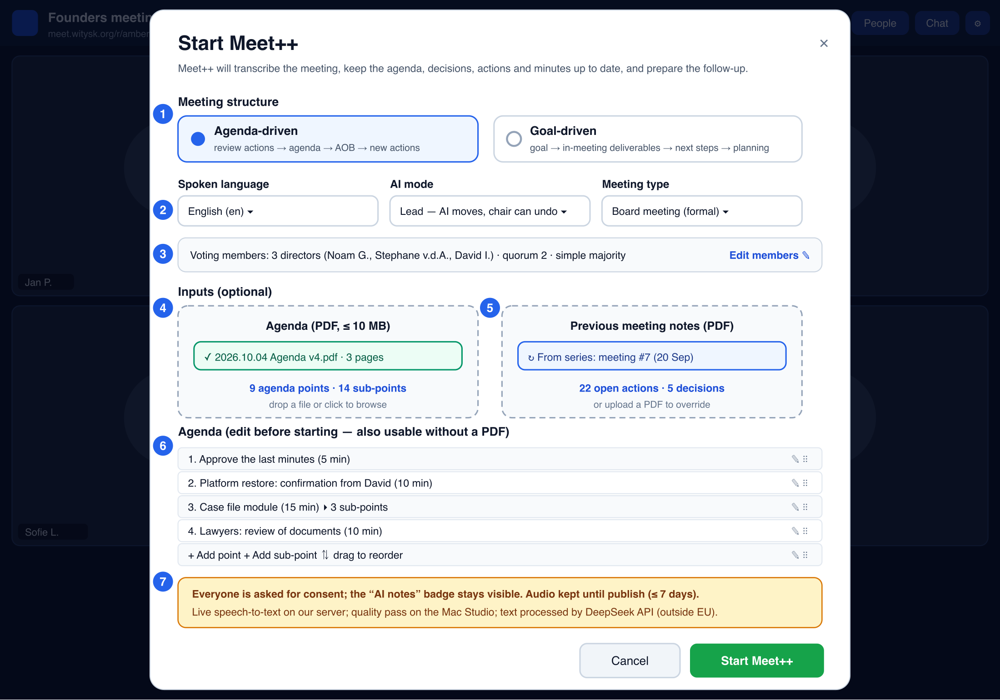 Founders meetin
meet.witysk.org/r/amber
People
Chat
Start Meet++
×
Meet++ will transcribe the meeting, keep the agenda, decisions, actions and minutes up to date, and prepare the follow-up.
Meeting structure
1
Agenda-driven
review actions → agenda → AOB → new actions
Goal-driven
goal → in-meeting deliverables → next steps → planning
Spoken language
AI mode
Meeting type
2
English (en)
Lead — AI moves, chair can undo
Board meeting (formal)
3
Voting members: 3 directors (Noam G., Stephane v.d.A., David I.) · quorum 2 · simple majority
Edit members ✎
Jan P.
Inputs (optional)
4
5
Agenda (PDF, ≤ 10 MB)
✓ 2026.10.04 Agenda v4.pdf · 3 pages
9 agenda points · 14 sub-points
drop a file or click to browse
Previous meeting notes (PDF)
↻ From series: meeting #7 (20 Sep)
22 open actions · 5 decisions
or upload a PDF to override
Agenda (edit before starting — also usable without a PDF)
6
1. Approve the last minutes (5 min)
2. Platform restore: confirmation from David (10 min)
3. Case file module (15 min) ▸ 3 sub-points
4. Lawyers: review of documents (10 min)
+ Add point + Add sub-point ⇅ drag to reorder
Sofie L.
7
Everyone is asked for consent; the “AI notes” badge stays visible. Audio kept until publish (≤ 7 days).
Live speech-to-text on our server; quality pass on the Mac Studio; text processed by DeepSeek API (outside EU).
Cancel
Start Meet++